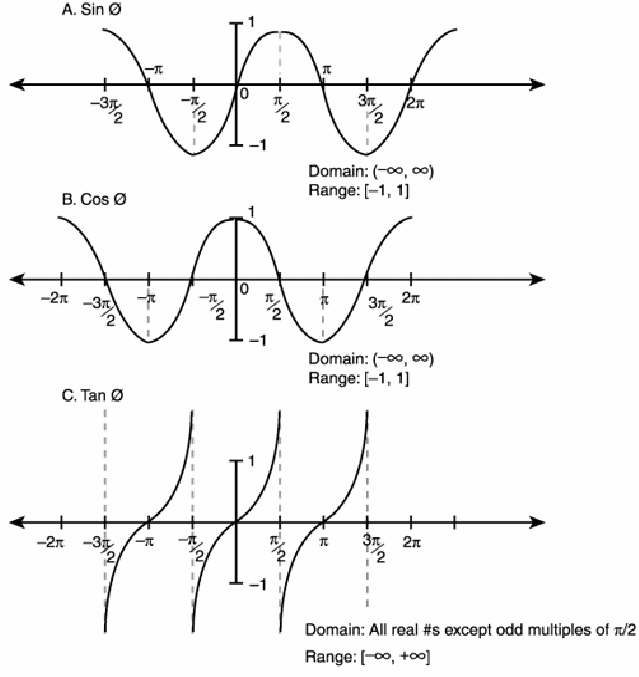 A. Sin Ø
1
−π π
−3π/2 −π/2 0 π/2 3π/2 2π
−1
Domain: (−∞, ∞)
Range: [−1, 1]
B. Cos Ø
1
−2π −3π/2 −π −π/2 0 π/2 π 3π/2 2π
−1
Domain: (−∞, ∞)
Range: [−1, 1]
C. Tan Ø
1
−2π −3π/2 −π −π/2 π/2 π 3π/2 2π
−1
Domain: All real #s except odd multiples of π/2
Range: [−∞, +∞]